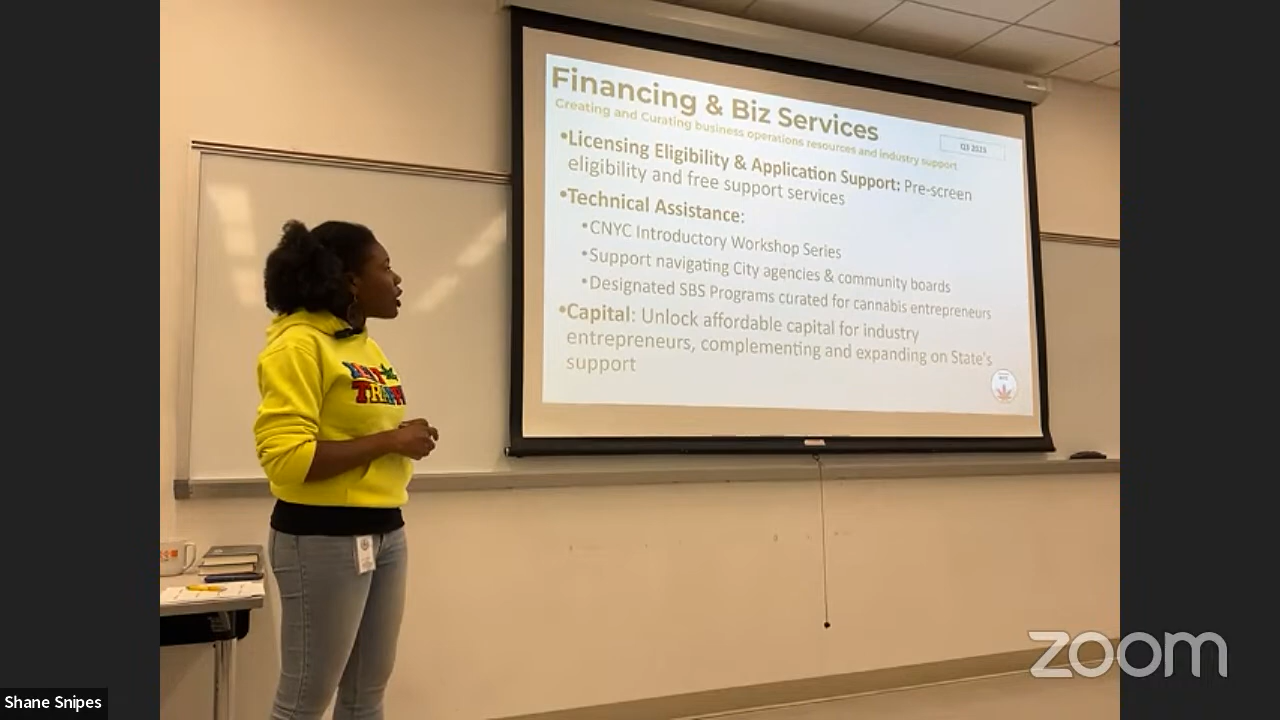 Financing & Biz Services
Creating and Curating business operations resources and industry support
Q3 2023
•Licensing Eligibility & Application Support: Pre-screen
eligibility and free support services
•Technical Assistance:
•CNYC Introductory Workshop Series
•Support navigating City agencies & community boards
•Designated SBS Programs curated for cannabis entrepreneurs
•Capital: Unlock affordable capital for industry
entrepreneurs, complementing and expanding on State's
support
zoom
Shane Snipes